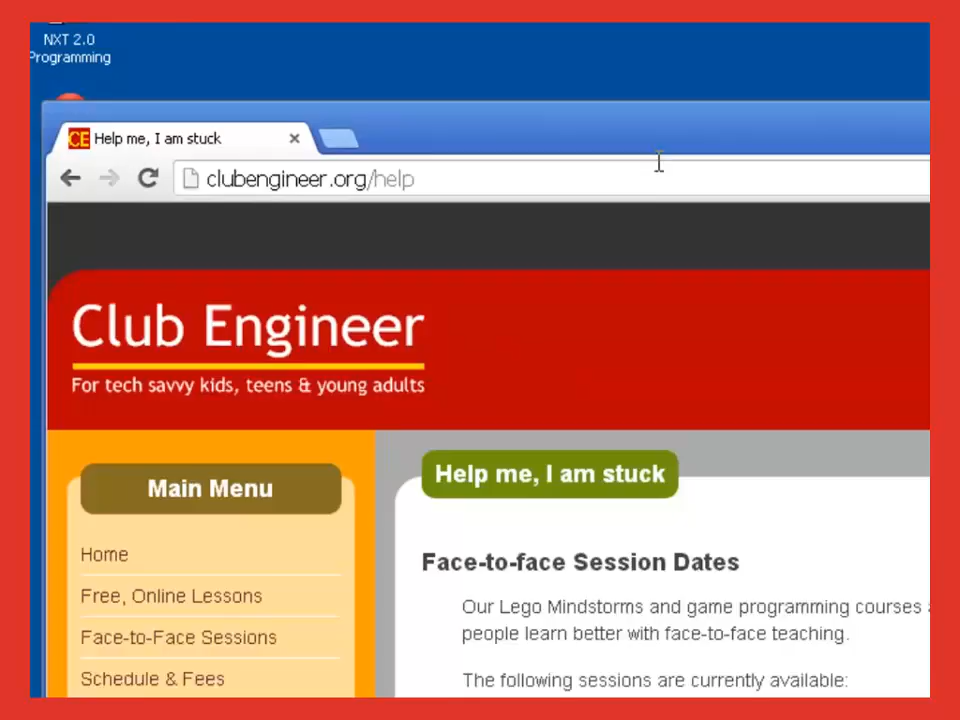 NXT 2.0
Programming
CE Help me, I am stuck
clubengineer.org/help
Club Engineer
For tech savvy kids, teens & young adults
Main Menu
Home
Free, Online Lessons
Face-to-Face Sessions
Schedule & Fees
Help me, I am stuck
Face-to-face Session Dates
Our Lego Mindstorms and game programming courses
people learn better with face-to-face teaching.
The following sessions are currently available: